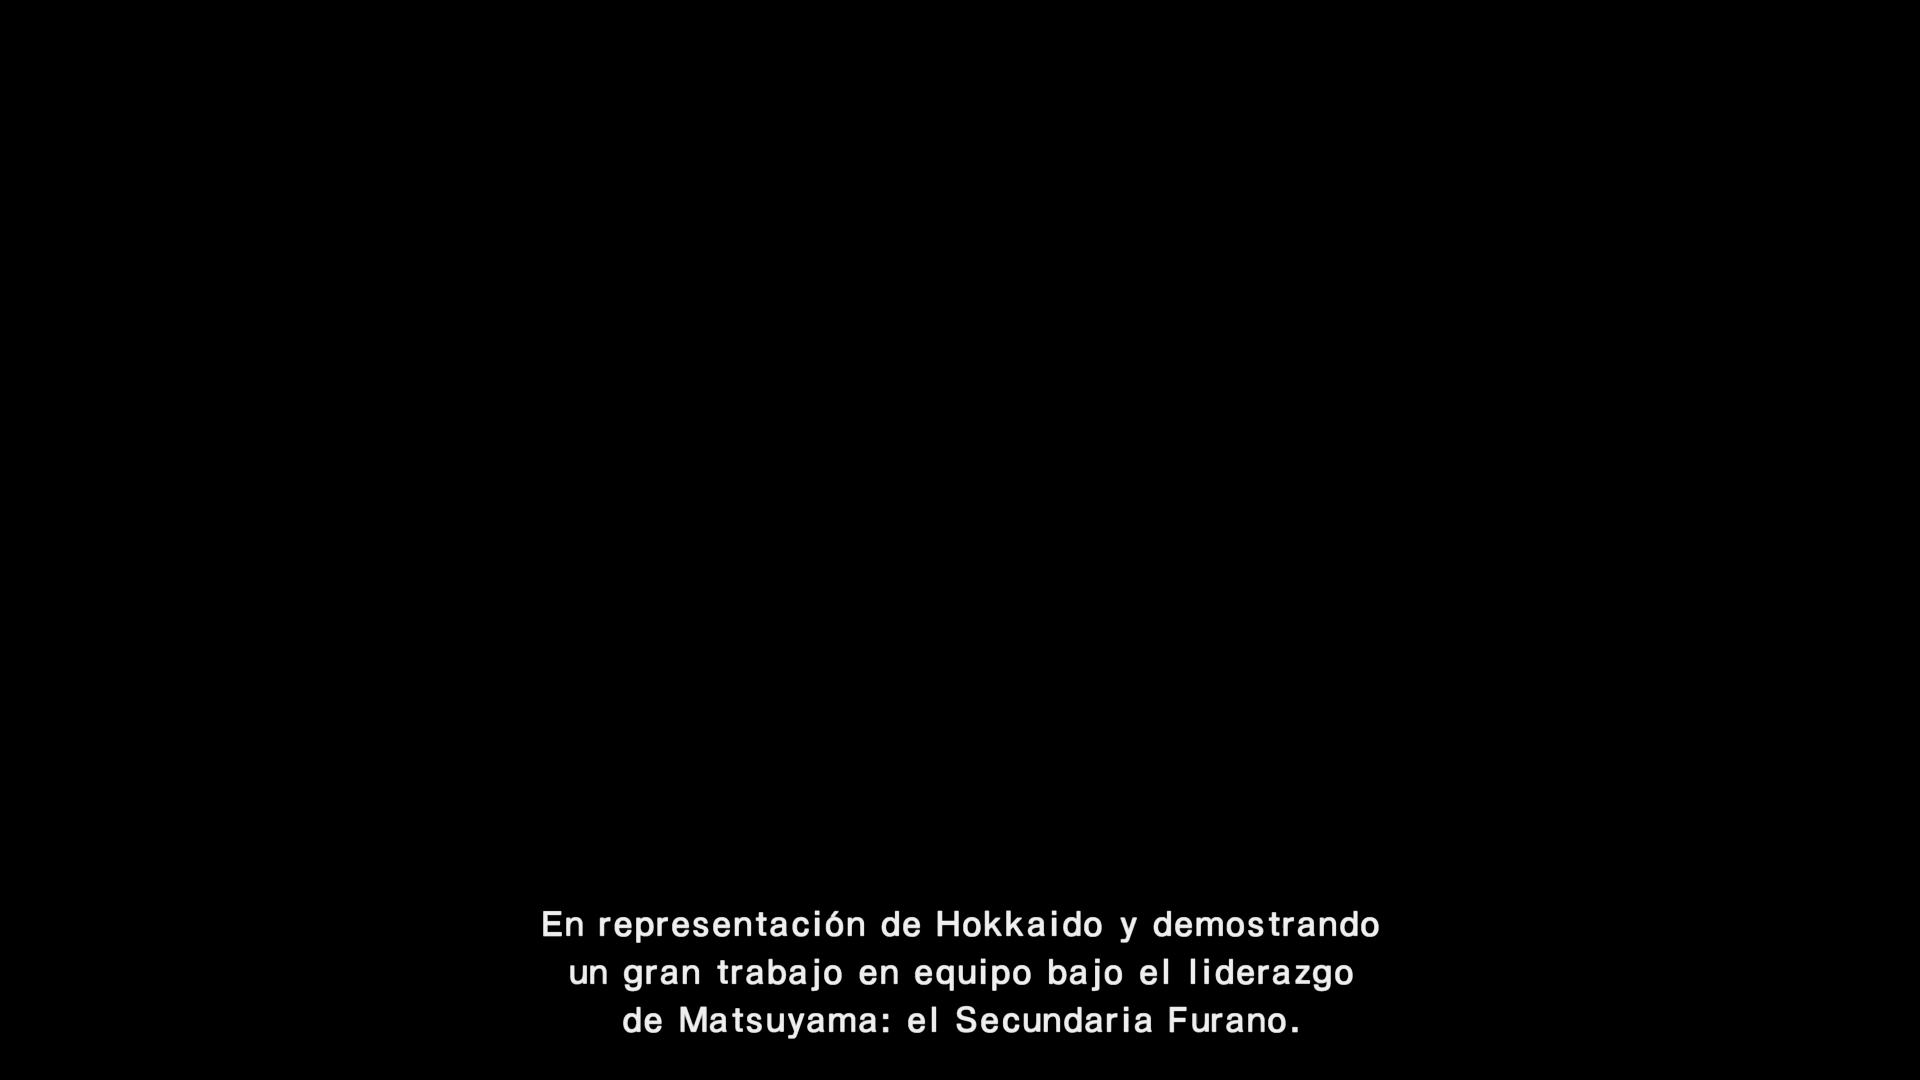 En representación de Hokkaido y demostrando
un gran trabajo en equipo bajo el liderazgo
de Matsuyama: el Secundaria Furano.